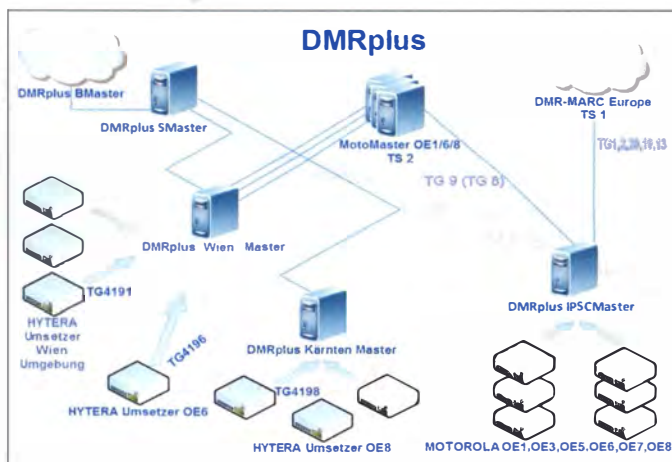 DMRplus
DMRplus BMaster
DMRplus SMaster
MotoMaster OE1/6/8
TS 2
DMR-MARC Europe
TS 1
TG 9 (TG 8)
DMRplus Wien Master
TG4191
HYTERA
Umsetzer
Wien
Umgebung
TG4196
HYTERA Umsetzer OE6
DMRplus Kärnten Master
TG4198
HYTERA Umsetzer OE8
DMRplus IPSCMaster
MOTOROLA OE1,OE3,OE5.OE6,OE7,OE8